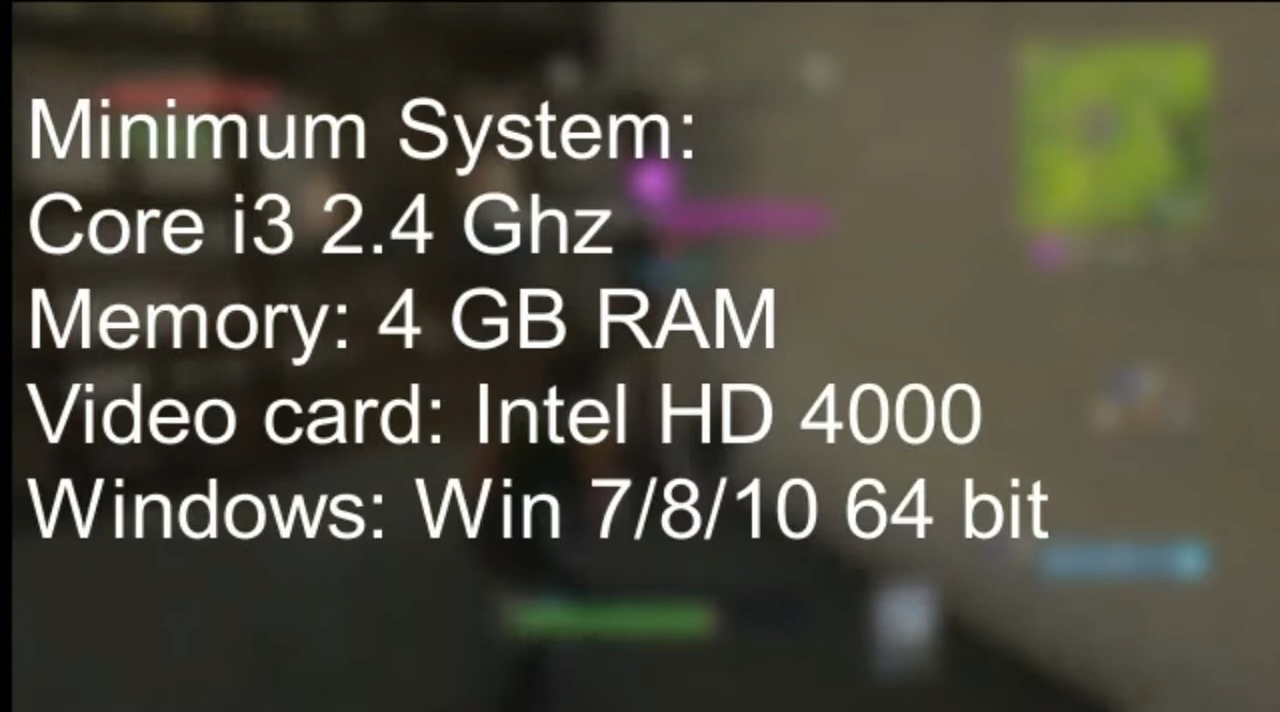 Minimum System:
Core i3 2.4 Ghz
Memory: 4 GB RAM
Video card: Intel HD 4000
Windows: Win 7/8/10 64 bit